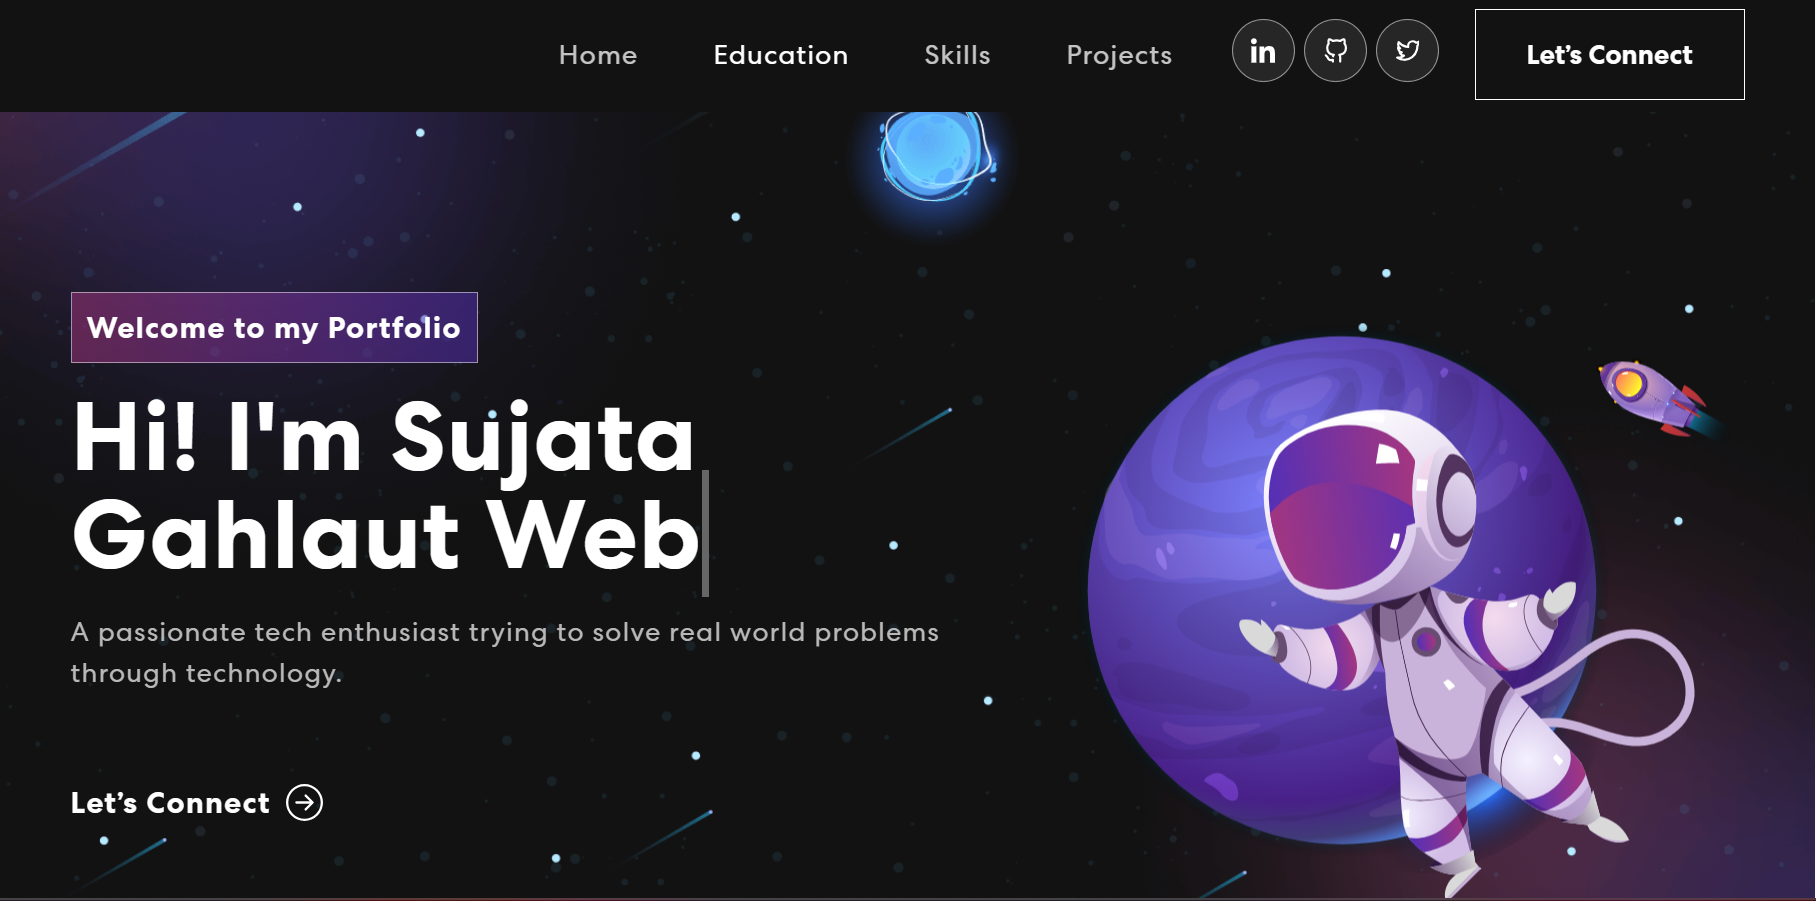 Home Education Skills Projects in Let’s Connect
Welcome to my Portfolio
Hi! I'm Sujata
Gahlaut Web
A passionate tech enthusiast trying to solve real world problems
through technology.
Let’s Connect